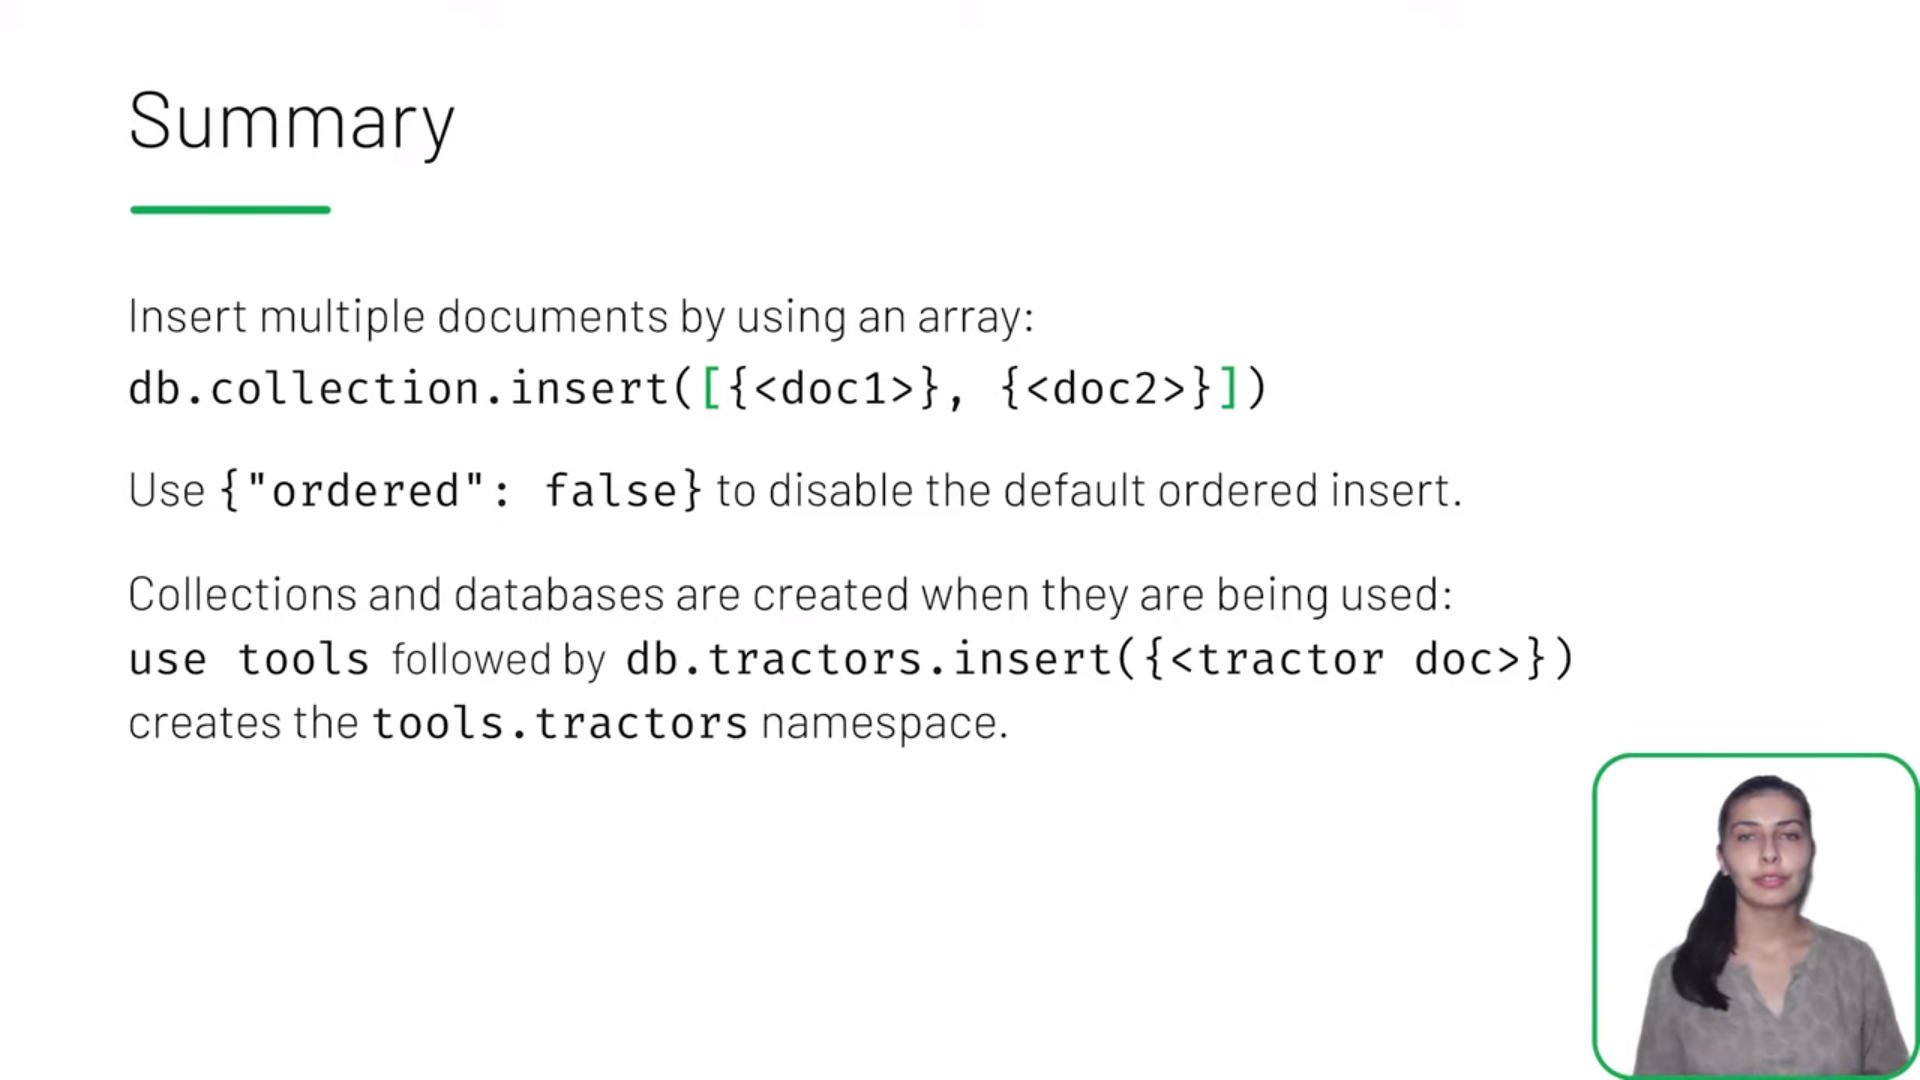 Summary
Insert multiple documents by using an array:
db.collection.insert([{<doc1>}, {<doc2>}])
Use {"ordered": false} to disable the default ordered insert.
Collections and databases are created when they are being used:
use tools followed by db.tractors.insert({<tractor doc>})
creates the tools.tractors namespace.